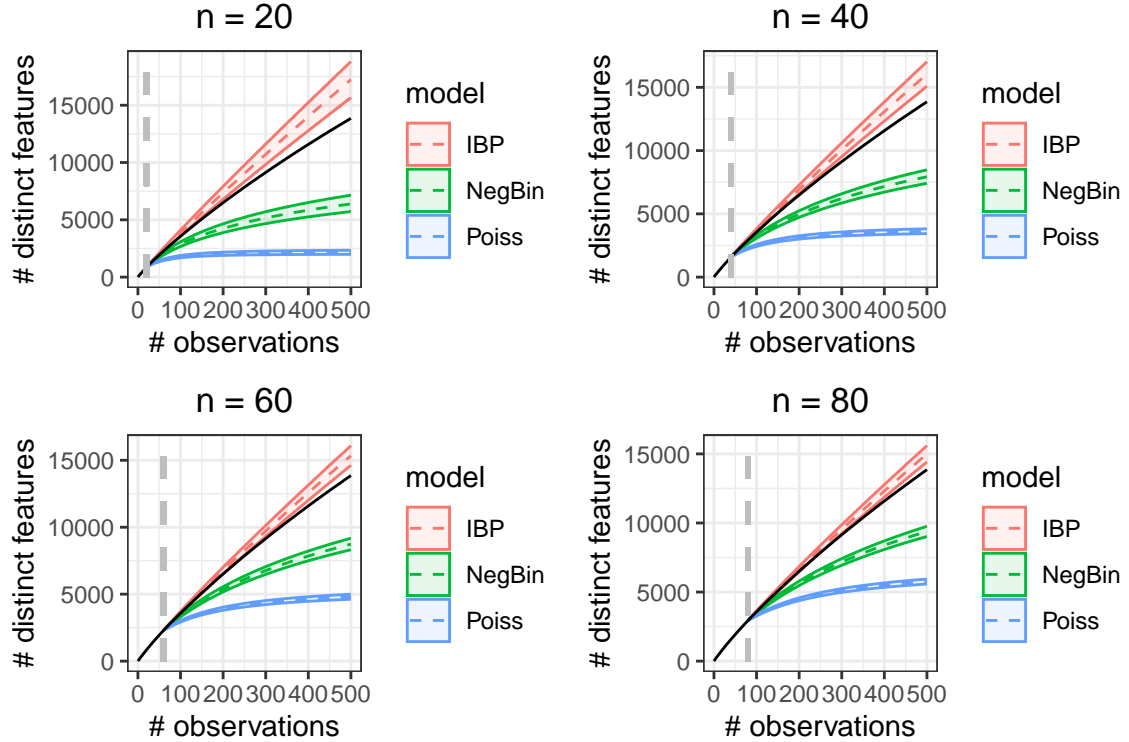 n = 20
# distinct features
15000
10000
5000
0
0 100 200 300 400 500
# observations
model
IBP
NegBin
Poiss
n = 40
# distinct features
15000
10000
5000
0
0 100 200 300 400 500
# observations
model
IBP
NegBin
Poiss
n = 60
# distinct features
15000
10000
5000
0
0 100 200 300 400 500
# observations
model
IBP
NegBin
Poiss
n = 80
# distinct features
15000
10000
5000
0
0 100 200 300 400 500
# observations
model
IBP
NegBin
Poiss